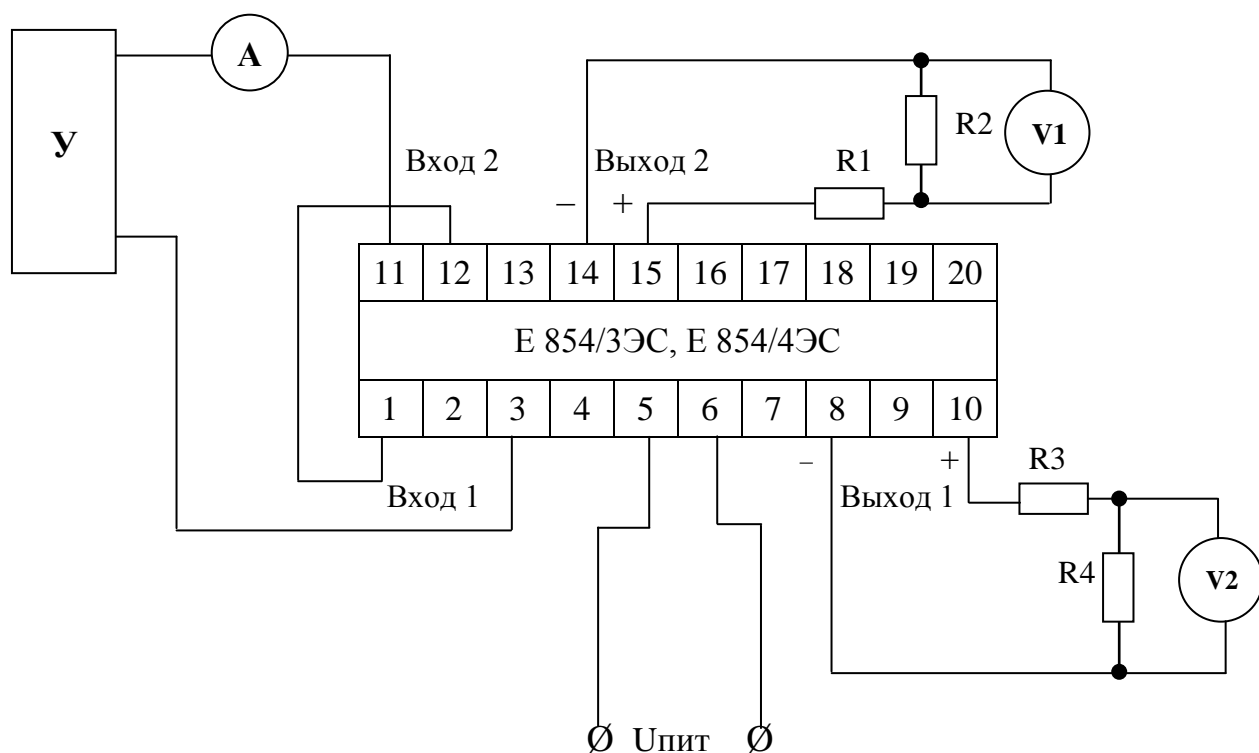 У
А
Вход 2
Выход 2
– +
R1
R2
V1
11 12 13 14 15 16 17 18 19 20
Е 854/3ЭС, Е 854/4ЭС
1 2 3 4 5 6 7 8 9 10
Вход 1
– +
Выход 1
R3
R4
V2
Ø Uпит Ø